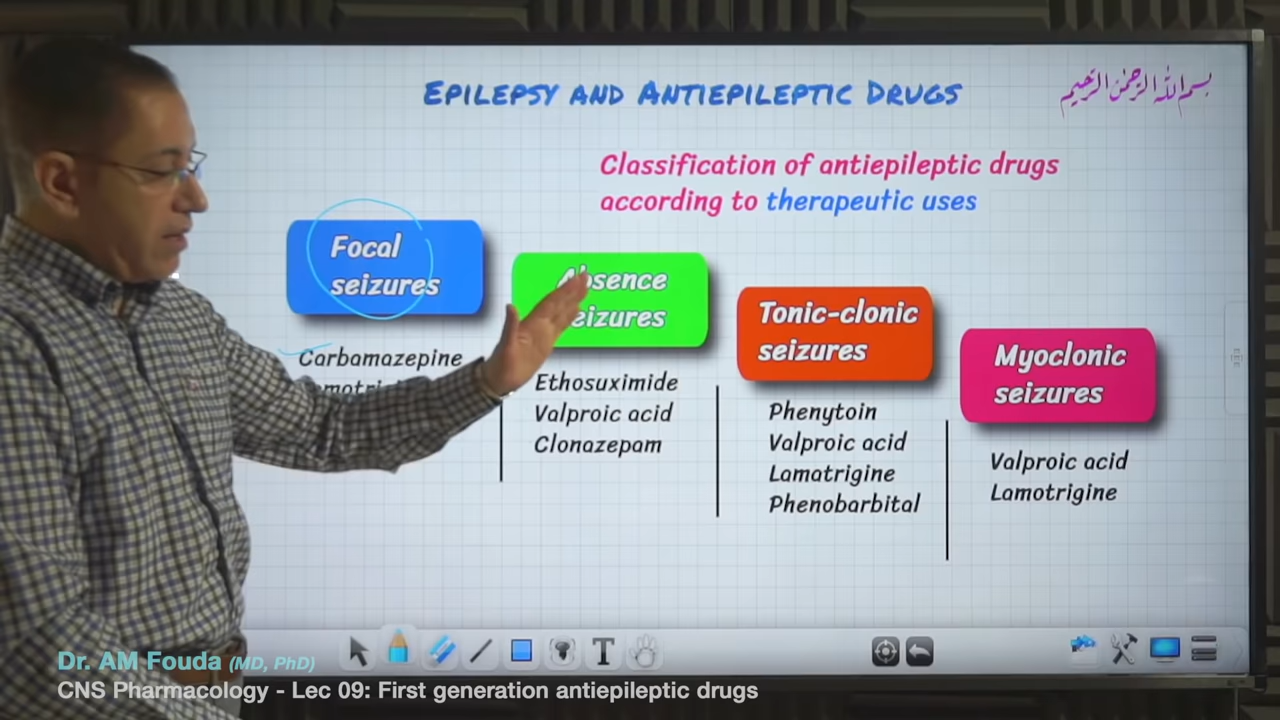 EPILEPSY AND ANTIEPILEPTIC DRUGS
بسم الله الرحمن الرحيم
Classification of antiepileptic drugs
according to therapeutic uses
Focal
seizures
Carbamazepine
Absence
seizures
Ethosuximide
Valproic acid
Clonazepam
Tonic-clonic
seizures
Phenytoin
Valproic acid
Lamatrigine
Phenobarbital
Myoclonic
seizures
Valproic acid
Lamotrigine
T
Dr. AM Fouda (MD, PhD)
CNS Pharmacology - Lec 09: First generation antiepileptic drugs